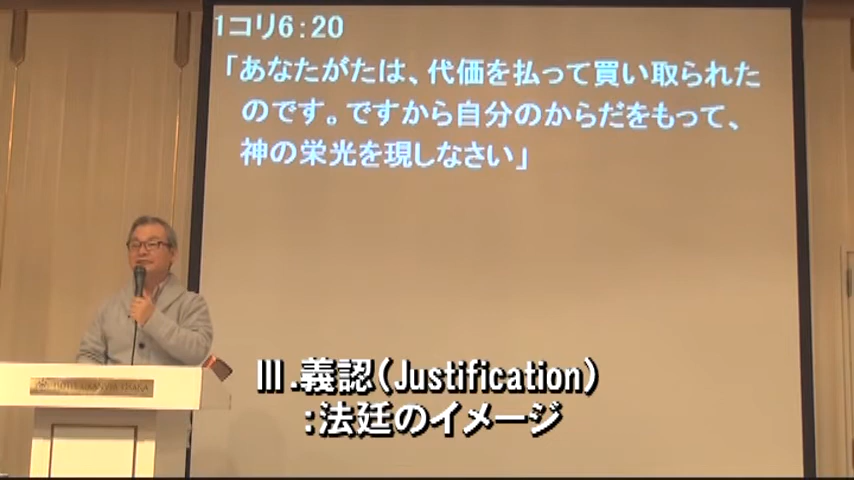 1コリ6：20
「あなたがたは、代価を払って買い取られた
のです。ですから自分のからだをもって、
神の栄光を現しなさい」
Ⅲ.義認(Justification)
:法廷のイメージ